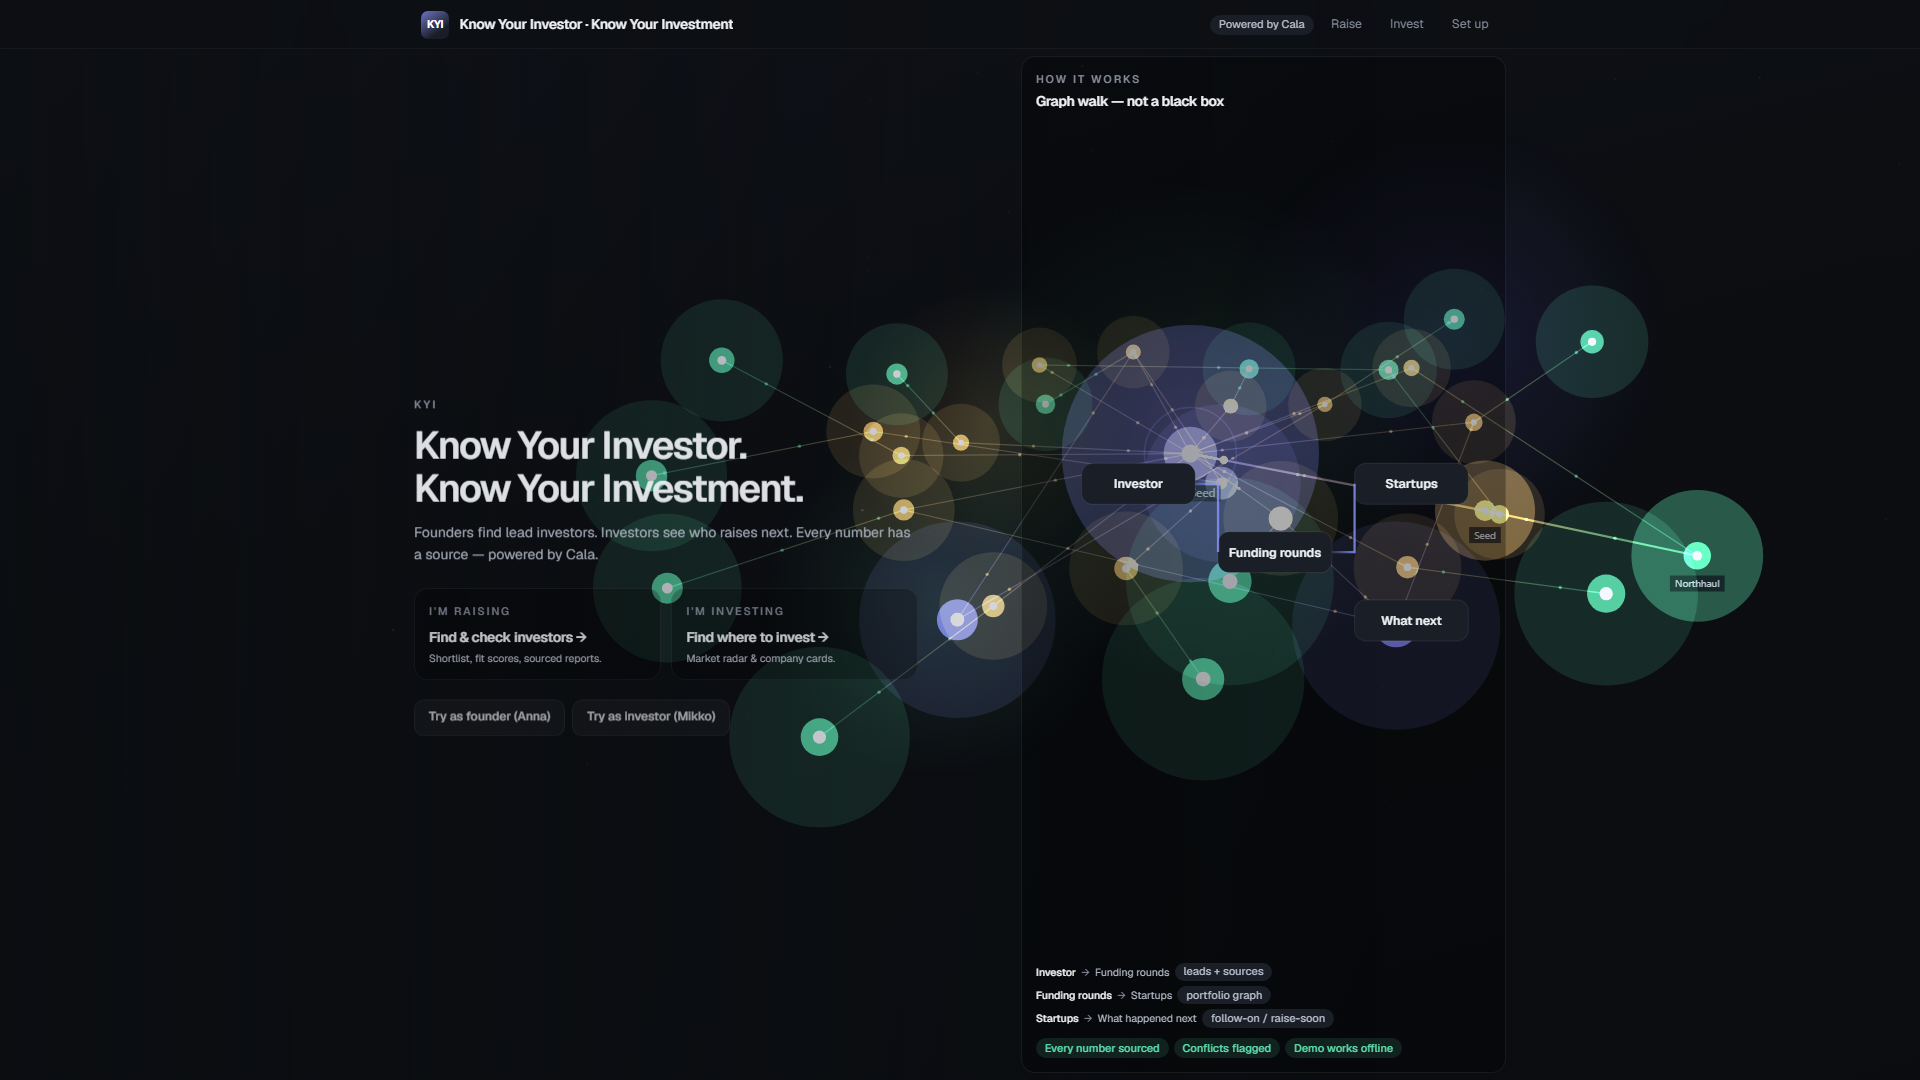 KYI
Know Your Investor - Know Your Investment
Powered by Cala
Raise
Invest
Set up
KYI
Know Your Investor.
Know Your Investment.
Founders find lead investors. Investors see who raises next. Every number has
a source — powered by Cala.
I'M RAISING
Find & check investors →
Shortlist, fit scores, sourced reports.
I'M INVESTING
Find where to invest →
Market radar & company cards.
Try as founder (Anna)
Try as investor (Mikko)
HOW IT WORKS
Graph walk — not a black box
Investor
Startups
Seed
Funding rounds
Northhaul
What next
Investor → Funding rounds leads + sources
Funding rounds → Startups portfolio graph
Startups → What happened next follow-on / raise-soon
Every number sourced
Conflicts flagged
Demo works offline